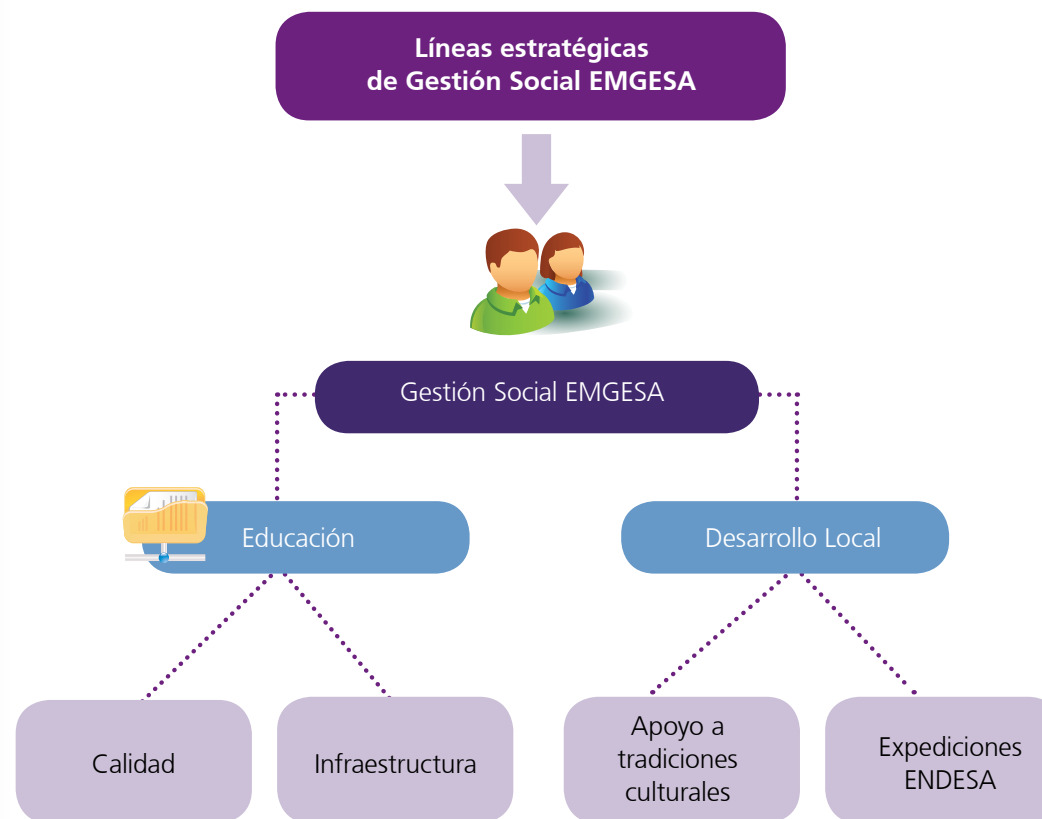 Líneas estratégicas
de Gestión Social EMGESA
Gestión Social EMGESA
Educación
Desarrollo Local
Calidad
Infraestructura
Apoyo a
tradiciones
culturales
Expediciones
ENDESA